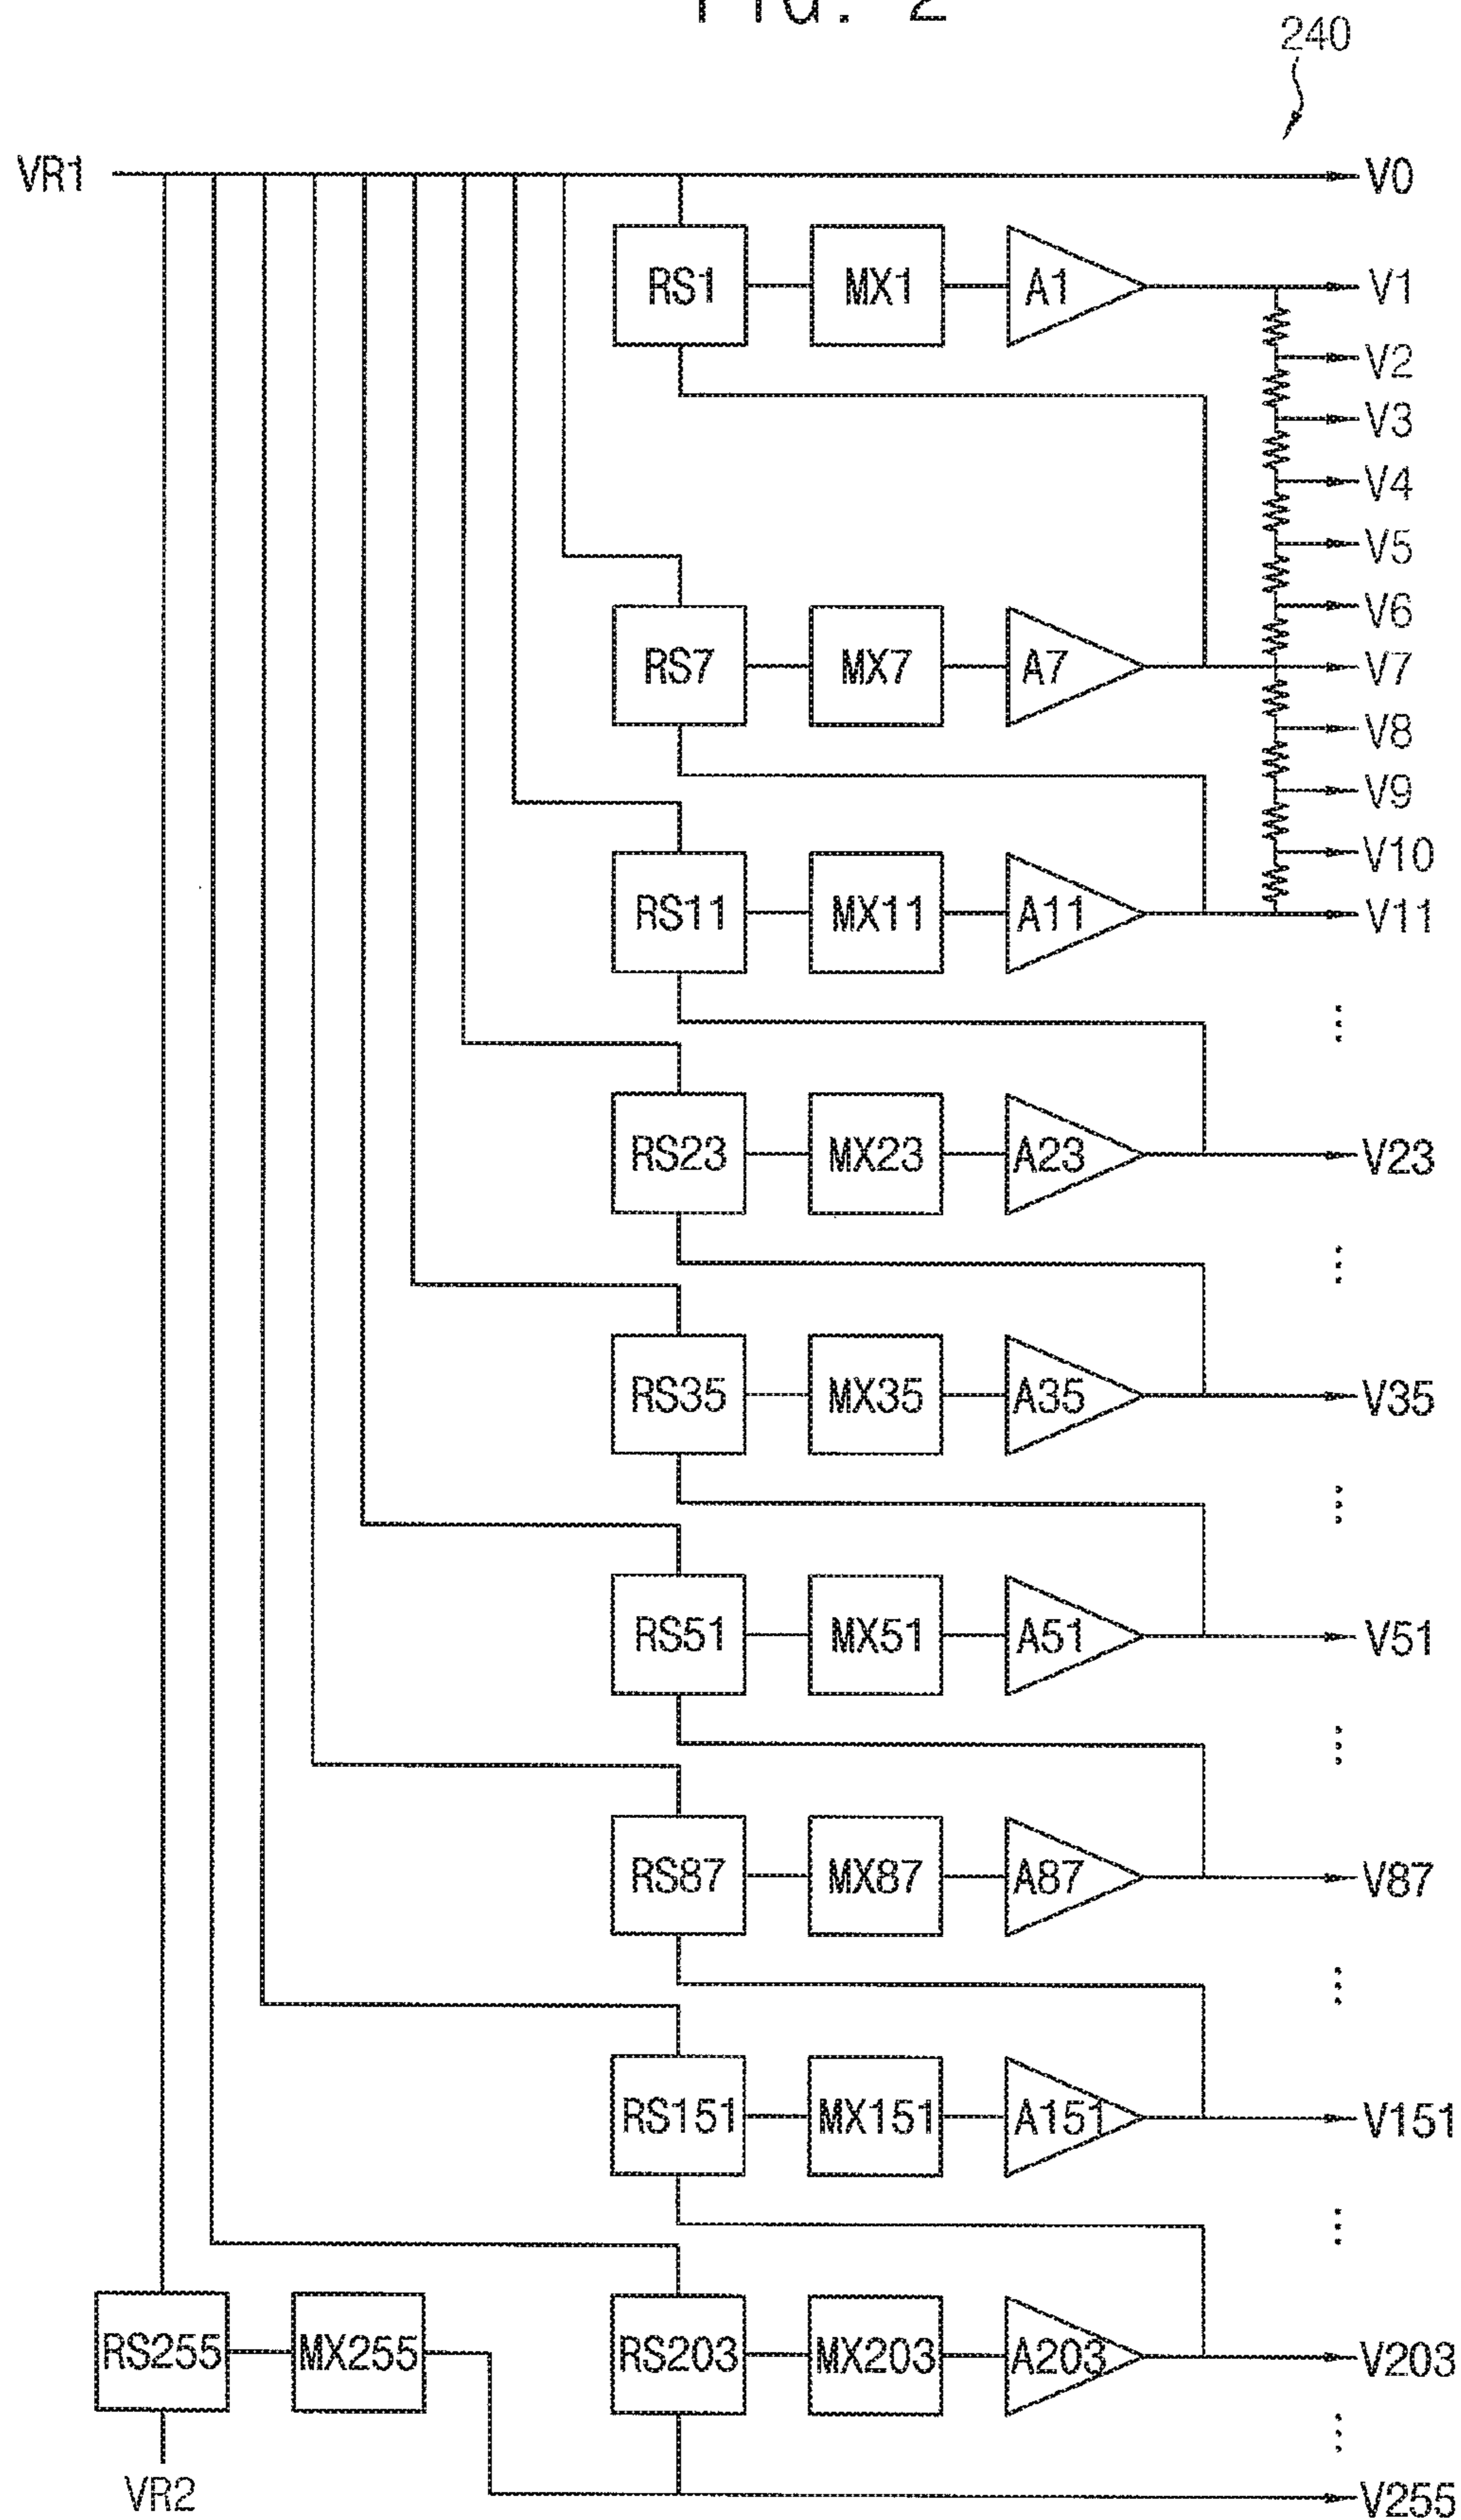 FIG. 2
240
VR1 V0
RS1 MX1 A1 V1
V2
V3
V4
V5
V6
RS7 MX7 A7 V7
V8
V9
V10
RS11 MX11 A11 V11
RS23 MX23 A23 V23
RS35 MX35 A35 V35
RS51 MX51 A51 V51
RS87 MX87 A87 V87
RS151 MX151 A151 V151
RS255 MX255 RS203 MX203 A203 V203
VR2 V255